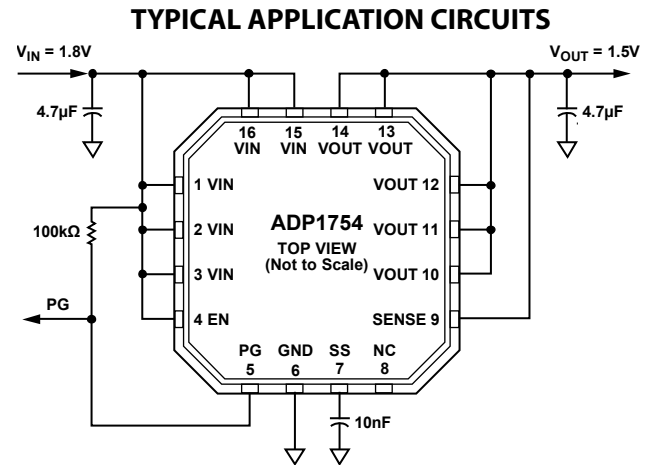 TYPICAL APPLICATION CIRCUITS
VIN = 1.8V
VOUT = 1.5V
4.7µF
4.7µF
16 15 14 13
VIN VIN VOUT VOUT
1 VIN
VOUT 12
100kΩ
2 VIN
ADP1754
VOUT 11
TOP VIEW
(Not to Scale)
3 VIN
VOUT 10
PG
4 EN
SENSE 9
PG GND SS NC
5 6 7 8
10nF